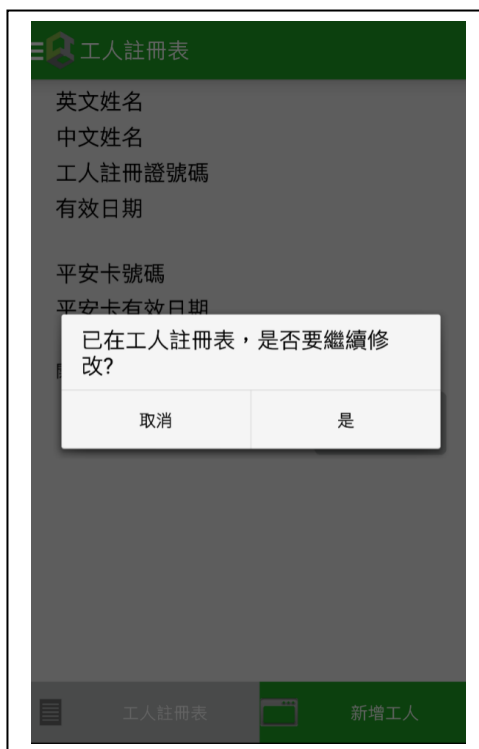 工人註冊表
英文姓名
中文姓名
工人註冊證號碼
有效日期
平安卡號碼
平安卡有效日期
已在工人註冊表，是否要繼續修
改?
取消
是
工人註冊表
新增工人